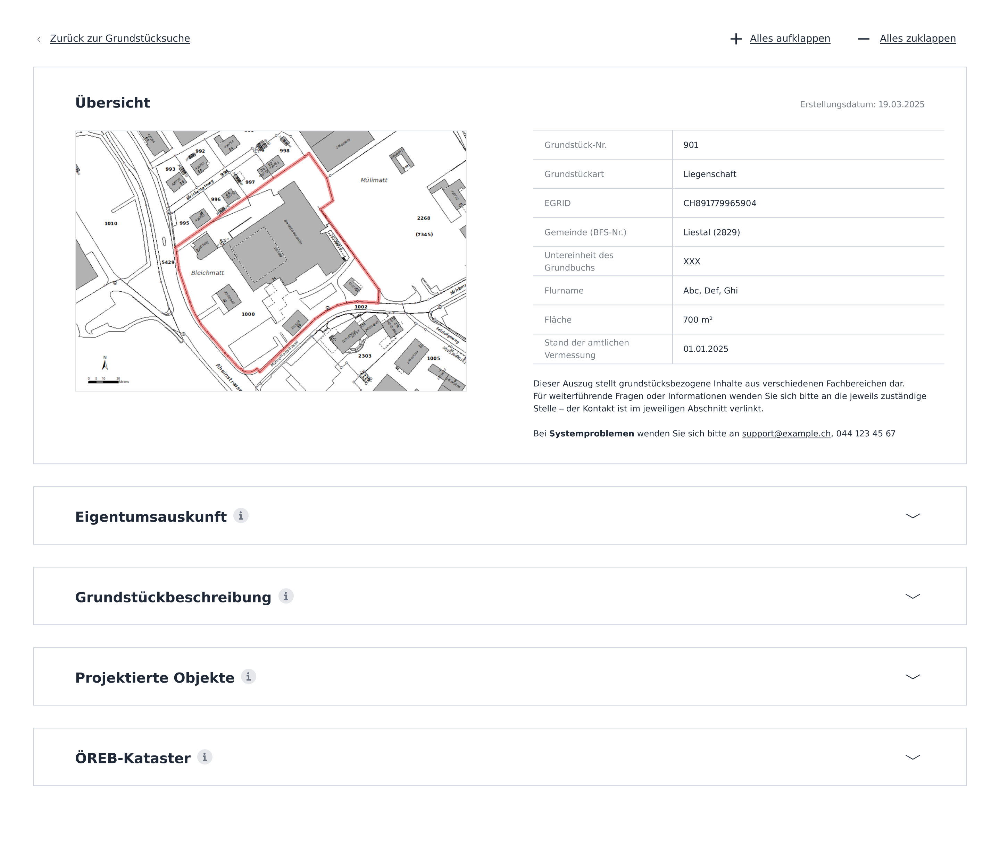 Zurück zur Grundstücksuche
Alles aufklappen
Alles zuklappen
Übersicht
Erstellungsdatum: 19.03.2025
992
998
993
994
997
996
995
Bleichemattweg
Mülimatt
1010
2268
(7345)
5429
Bleichmatt
1000
1002
Schulhaus
Feldsägeweg
2303
1005
Mühlemattstrasse
Rheinstrasse
N
0 5 10 20
Meters
Grundstück-Nr.
901
Grundstückart
Liegenschaft
EGRID
CH891779965904
Gemeinde (BFS-Nr.)
Liestal (2829)
Untereinheit des
Grundbuchs
XXX
Flurname
Abc, Def, Ghi
Fläche
700 m²
Stand der amtlichen
Vermessung
01.01.2025
Dieser Auszug stellt grundstücksbezogene Inhalte aus verschiedenen Fachbereichen dar.
Für weiterführende Fragen oder Informationen wenden Sie sich bitte an die jeweils zuständige
Stelle – der Kontakt ist im jeweiligen Abschnitt verlinkt.
Bei Systemproblemen wenden Sie sich bitte an support@example.ch, 044 123 45 67
Eigentumsauskunft
Grundstückbeschreibung
Projektierte Objekte
ÖREB-Kataster